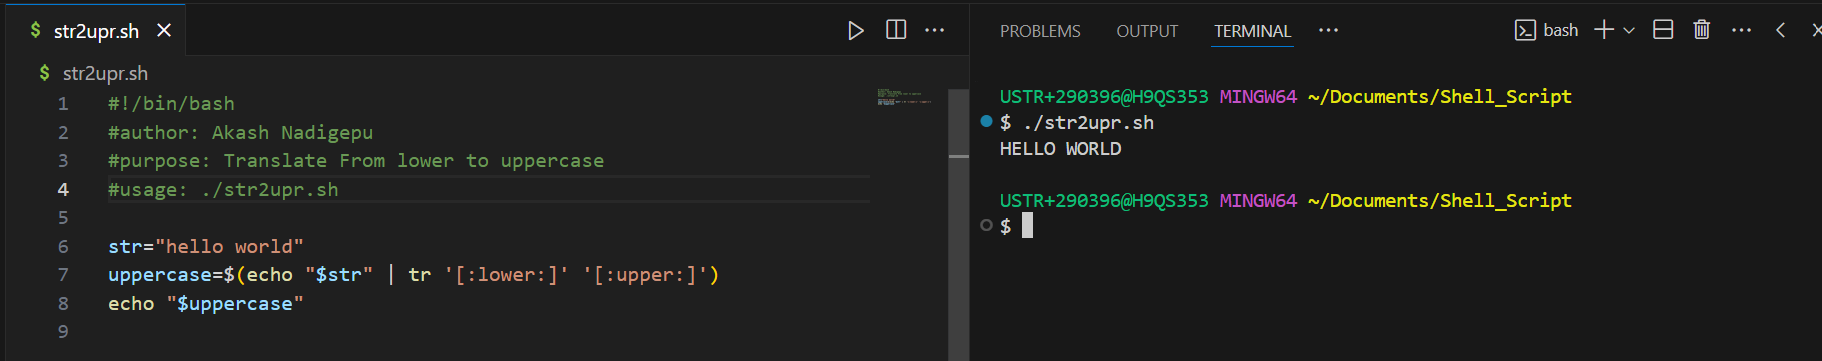 $ str2upr.sh
$ str2upr.sh
1 #!/bin/bash
2 #author: Akash Nadigepu
3 #purpose: Translate From lower to uppercase
4 #usage: ./str2upr.sh
5
6 str="hello world"
7 uppercase=$(echo "$str" | tr '[:lower:]' '[:upper:]')
8 echo "$uppercase"
9
PROBLEMS OUTPUT TERMINAL ··· bash
USTR+290396@H9QS353 MINGW64 ~/Documents/Shell_Script
$ ./str2upr.sh
HELLO WORLD
USTR+290396@H9QS353 MINGW64 ~/Documents/Shell_Script
$